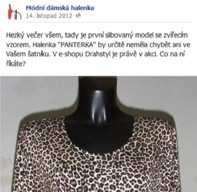 Módní dámská halenka
14. listopad 2012
Hezký večer všem, tady je první slibovaný model se zvířecím
vzorem. Halenka "PANTERKA" by určitě neměla chybět ani ve
Vašem šatníku. V e-shopu Drahstyl je právě v akci. Co na ní
říkáte?